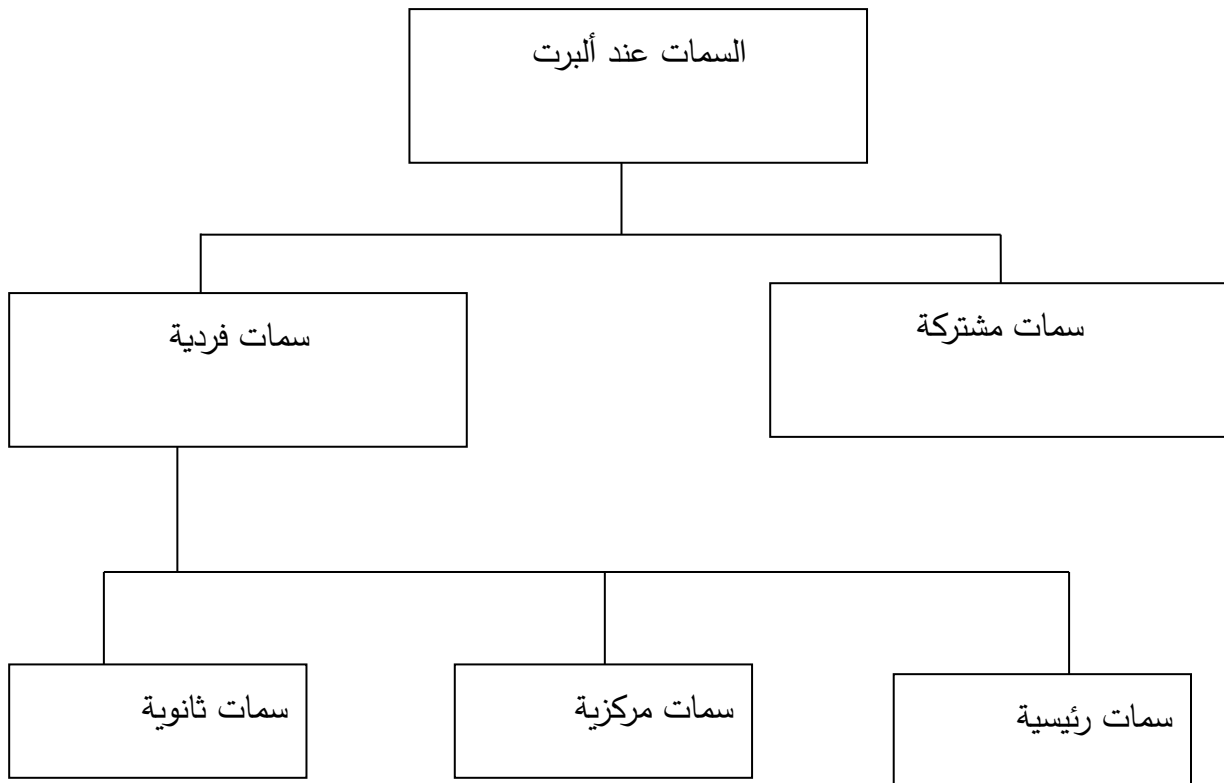 السمات عند ألبرت
سمات مشتركة
سمات فردية
سمات رئيسية
سمات مركزية
سمات ثانوية